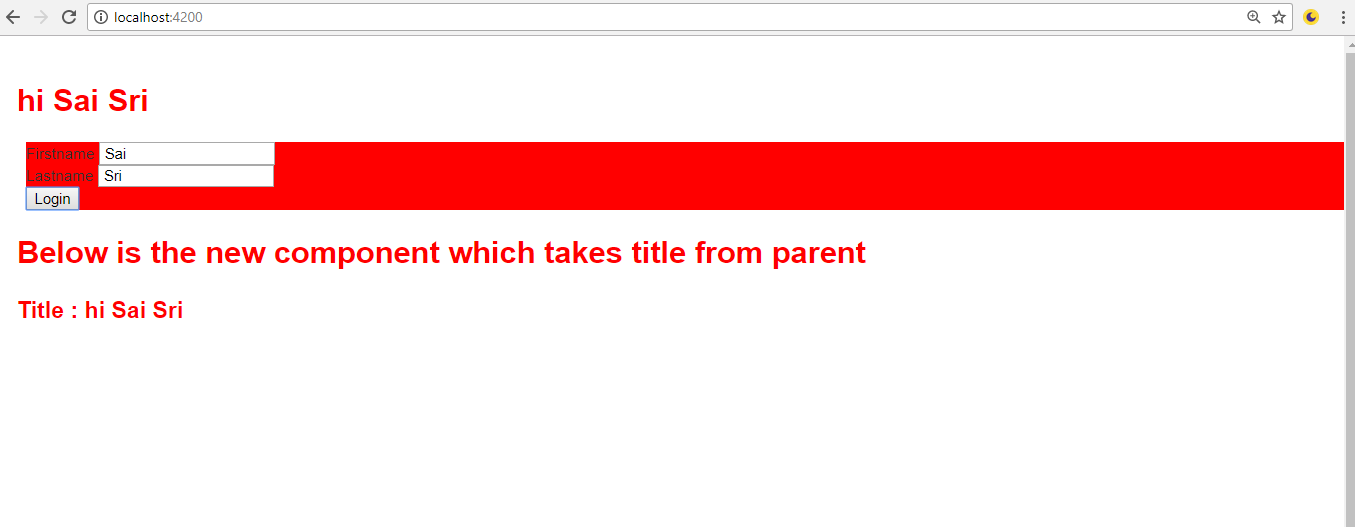 localhost:4200
hi Sai Sri
Firstname Sai
Lastname Sri
Login
Below is the new component which takes title from parent
Title : hi Sai Sri